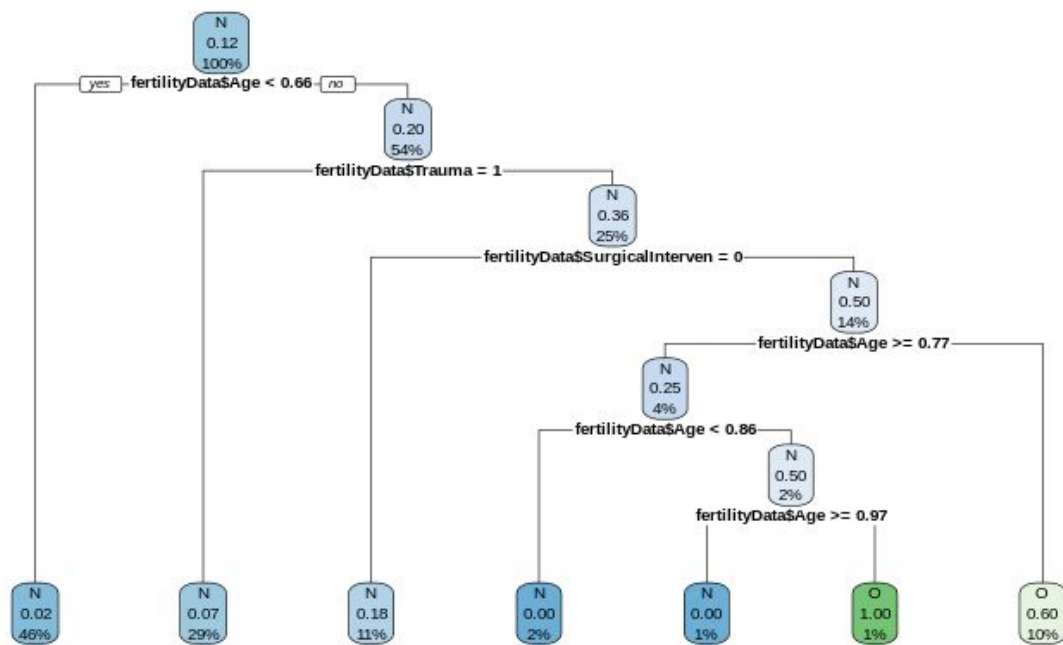 N
0.12
100%
yes fertilityData$Age < 0.66 no
N
0.20
54%
fertilityData$Trauma = 1
N
0.36
25%
fertilityData$SurgicalInterven = 0
N
0.50
14%
fertilityData$Age >= 0.77
N
0.25
4%
fertilityData$Age < 0.86
N
0.50
2%
fertilityData$Age >= 0.97
N N N N N O O
0.02 0.07 0.18 0.00 0.00 1.00 0.60
46% 29% 11% 2% 1% 1% 10%